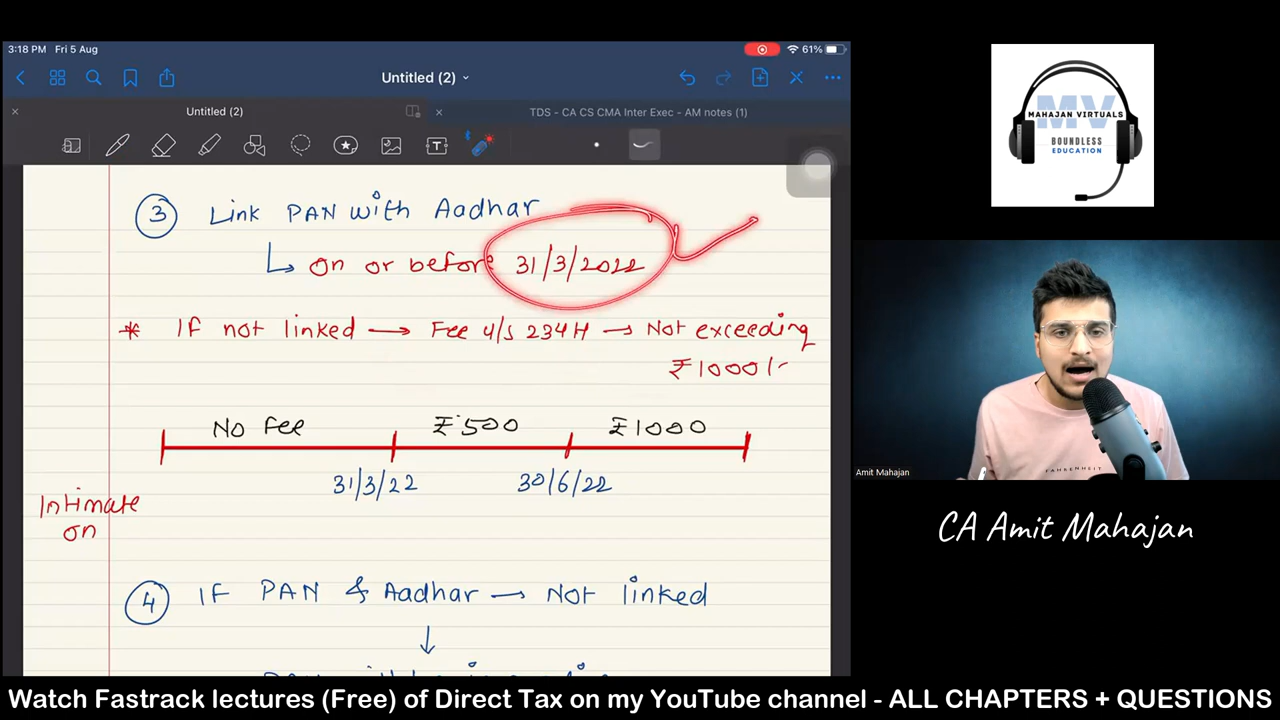 3:18 PM Fri 5 Aug
61%
Untitled (2)
Untitled (2)
TDS - CA CS CMA Inter Exec - AM notes (1)
T
3 Link PAN with Aadhar
on or before 31/3/2022
* If not linked → Fee u/s 234H → Not exceeding
₹1000/-
No Fee ₹500 ₹1000
31/3/22 30/6/22
Intimate
on
4 IF PAN & Aadhar → Not linked
MV
MAHAJAN VIRTUALS
BOUNDLESS
EDUCATION
FAHRENHEIT
Amit Mahajan
CA Amit Mahajan
Watch Fastrack lectures (Free) of Direct Tax on my YouTube channel - ALL CHAPTERS + QUESTIONS